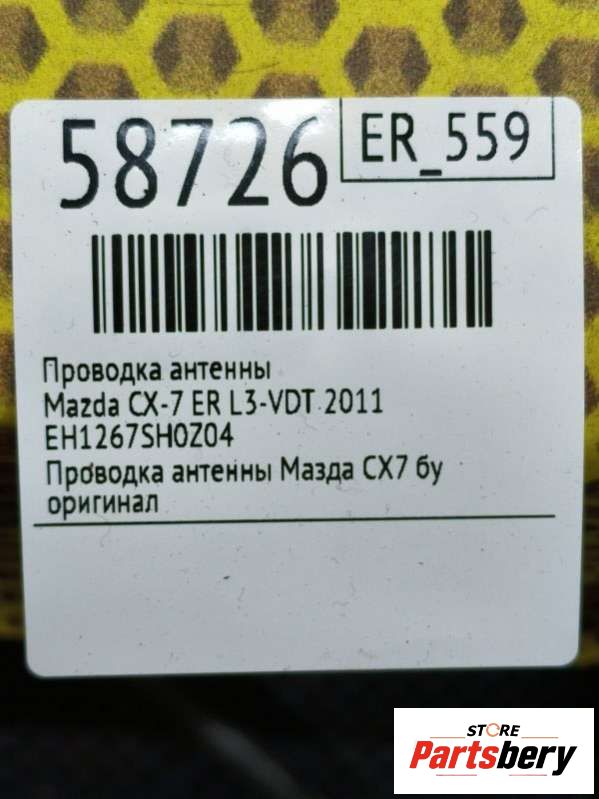 58726
ER_559
Проводка антенны
Mazda CX-7 ER L3-VDT 2011
EH1267SH0Z04
Проводка антенны Мазда СХ7 бу
оригинал
STORE
Partsbery